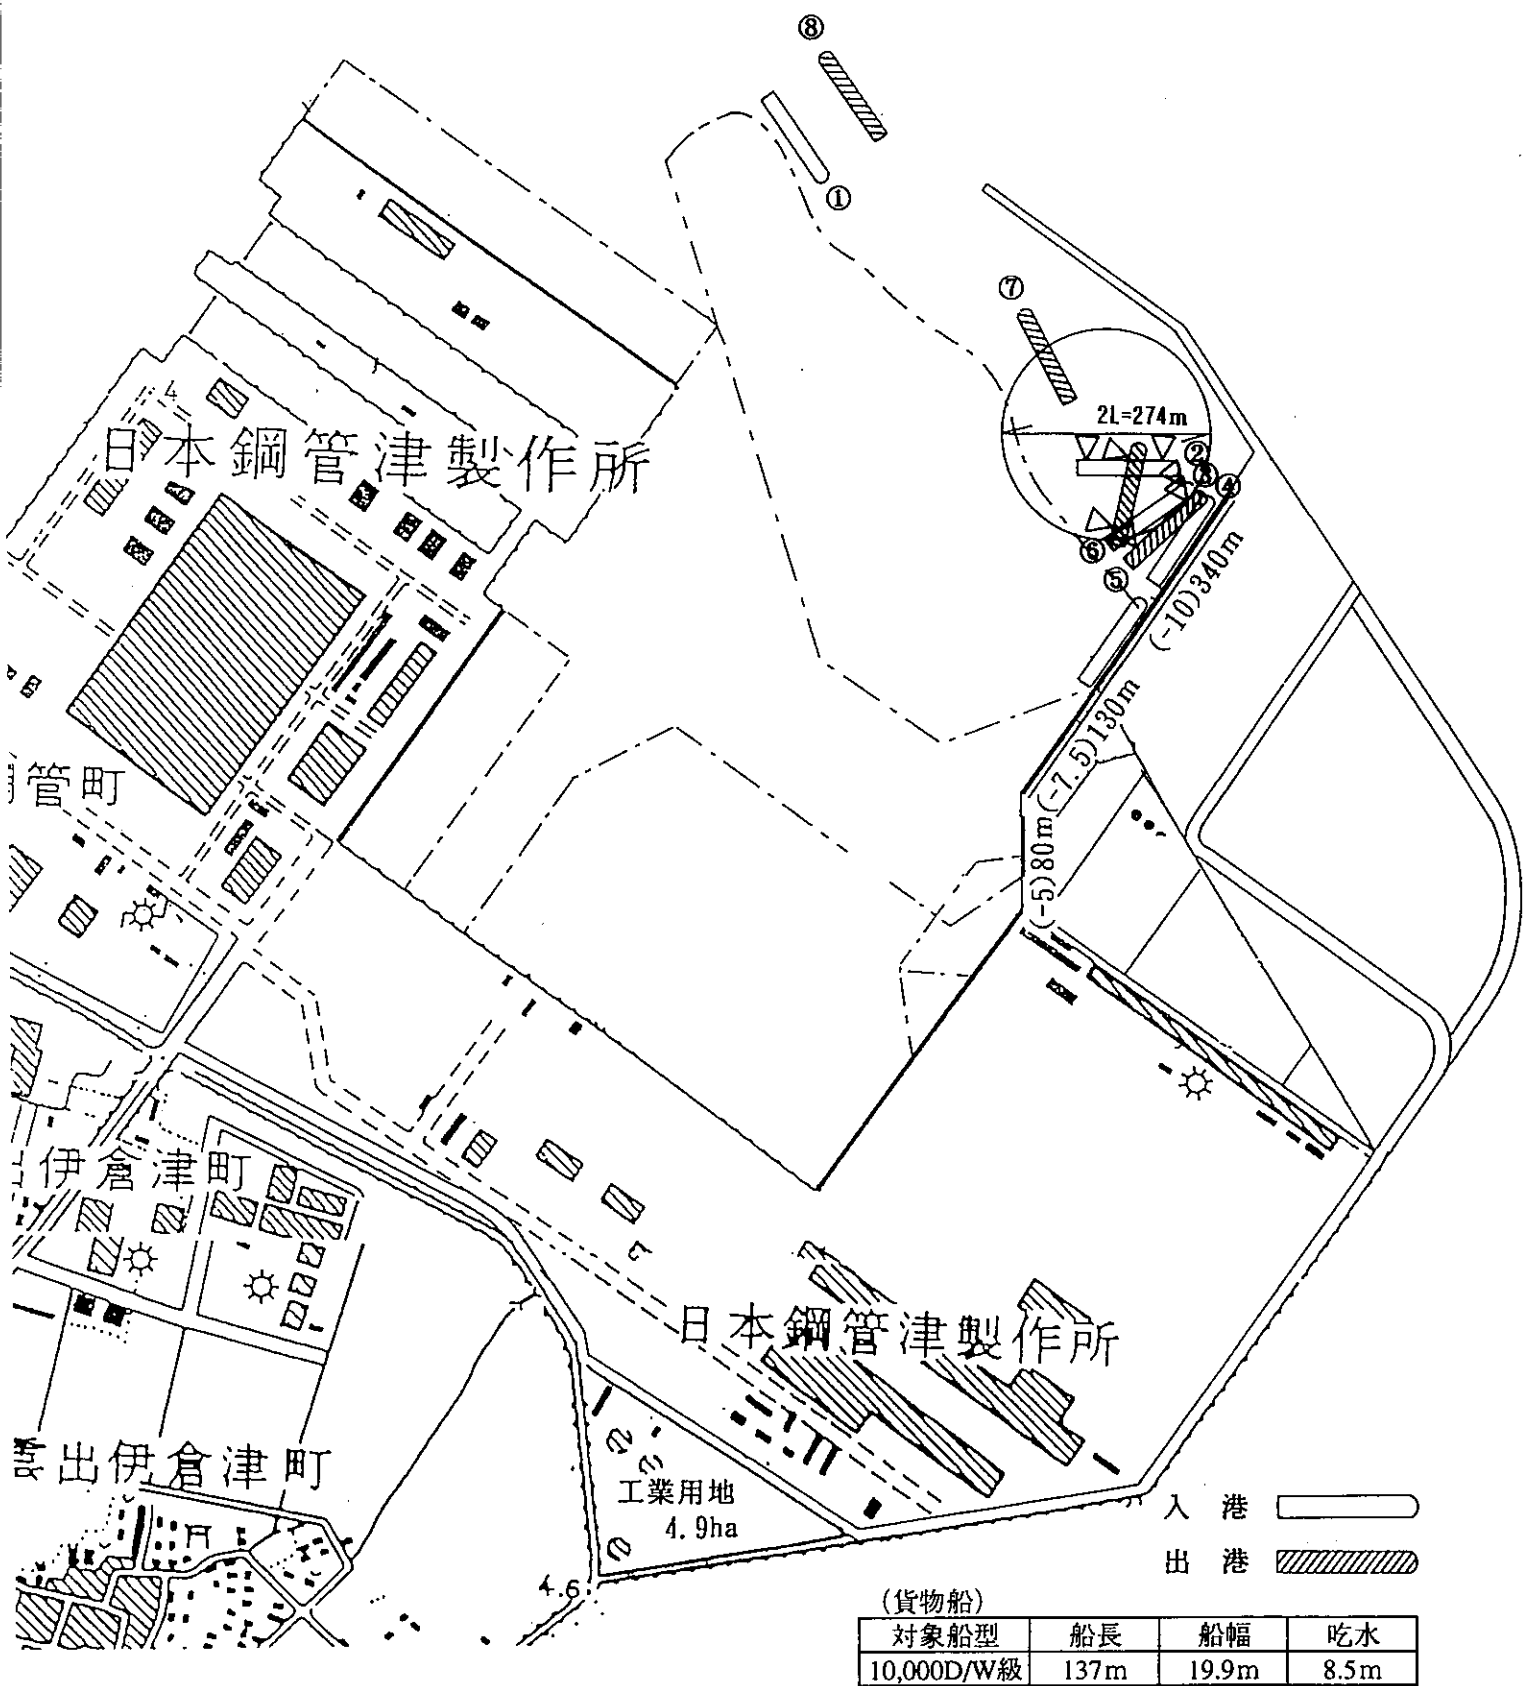 ⑧
①
⑦
2L=274m
②
③
④
⑥
⑤
(-10)340m
(-7.5)130m
(-5)80m
4
日本鋼管津製作所
鋼管町
伊倉津町
日本鋼管津製作所
出伊倉津町
工業用地
4.9ha
4.6
入 港
出 港
(貨物船)
対象船型 船長 船幅 吃水
10,000D/W級 137m 19.9m 8.5m